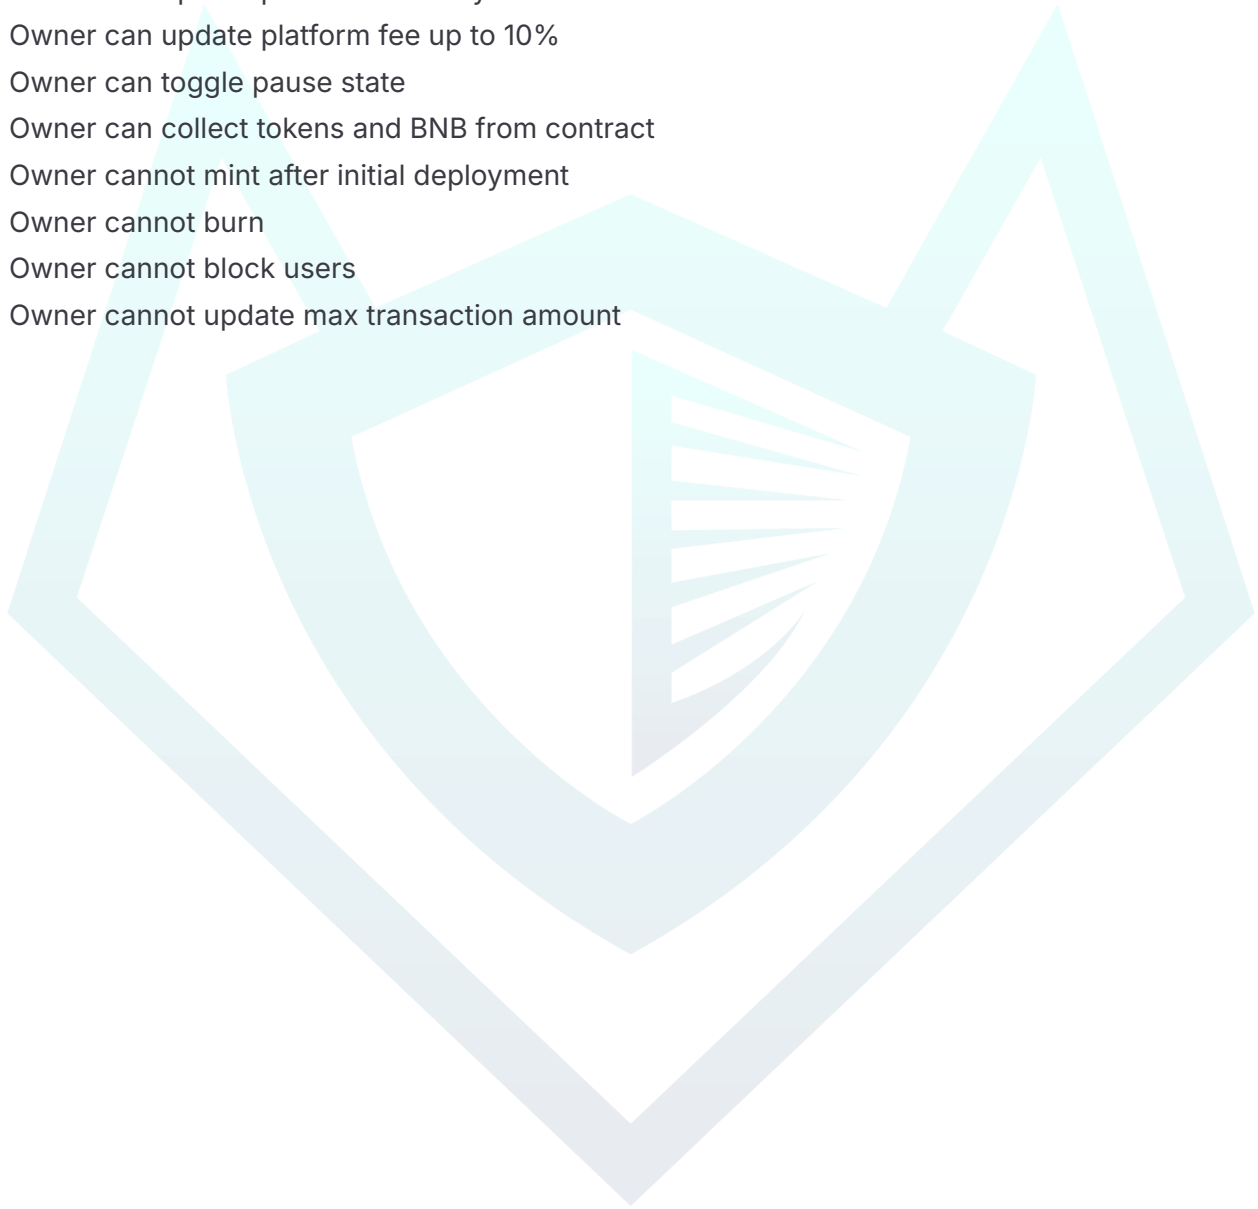 Owner can update platform fee up to 10%
Owner can toggle pause state
Owner can collect tokens and BNB from contract
Owner cannot mint after initial deployment
Owner cannot burn
Owner cannot block users
Owner cannot update max transaction amount